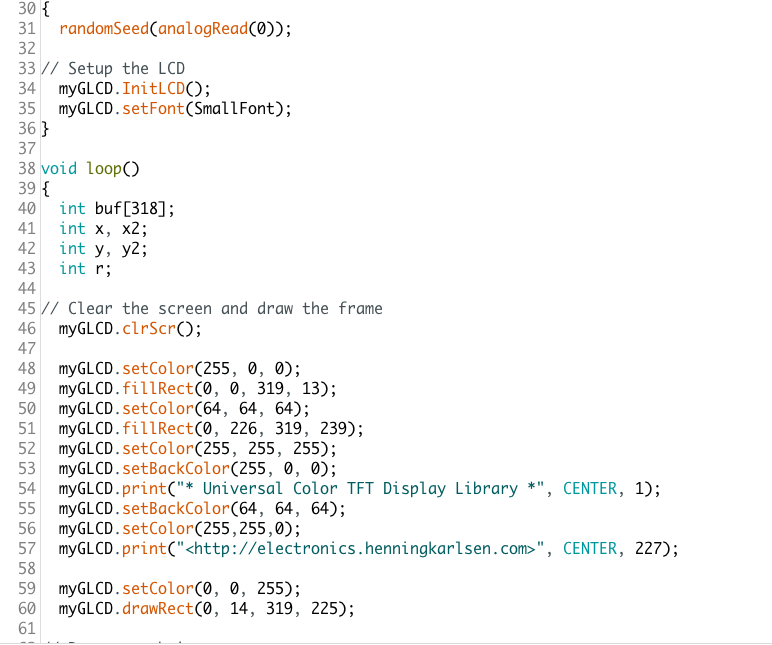 30 {
31   randomSeed(analogRead(0));
32
33 // Setup the LCD
34   myGLCD.InitLCD();
35   myGLCD.setFont(SmallFont);
36 }
37
38 void loop()
39 {
40   int buf[318];
41   int x, x2;
42   int y, y2;
43   int r;
44
45 // Clear the screen and draw the frame
46   myGLCD.clrScr();
47
48   myGLCD.setColor(255, 0, 0);
49   myGLCD.fillRect(0, 0, 319, 13);
50   myGLCD.setColor(64, 64, 64);
51   myGLCD.fillRect(0, 226, 319, 239);
52   myGLCD.setColor(255, 255, 255);
53   myGLCD.setBackColor(255, 0, 0);
54   myGLCD.print("* Universal Color TFT Display Library *", CENTER, 1);
55   myGLCD.setBackColor(64, 64, 64);
56   myGLCD.setColor(255,255,0);
57   myGLCD.print("<http://electronics.henningkarlsen.com>", CENTER, 227);
58
59   myGLCD.setColor(0, 0, 255);
60   myGLCD.drawRect(0, 14, 319, 225);
61